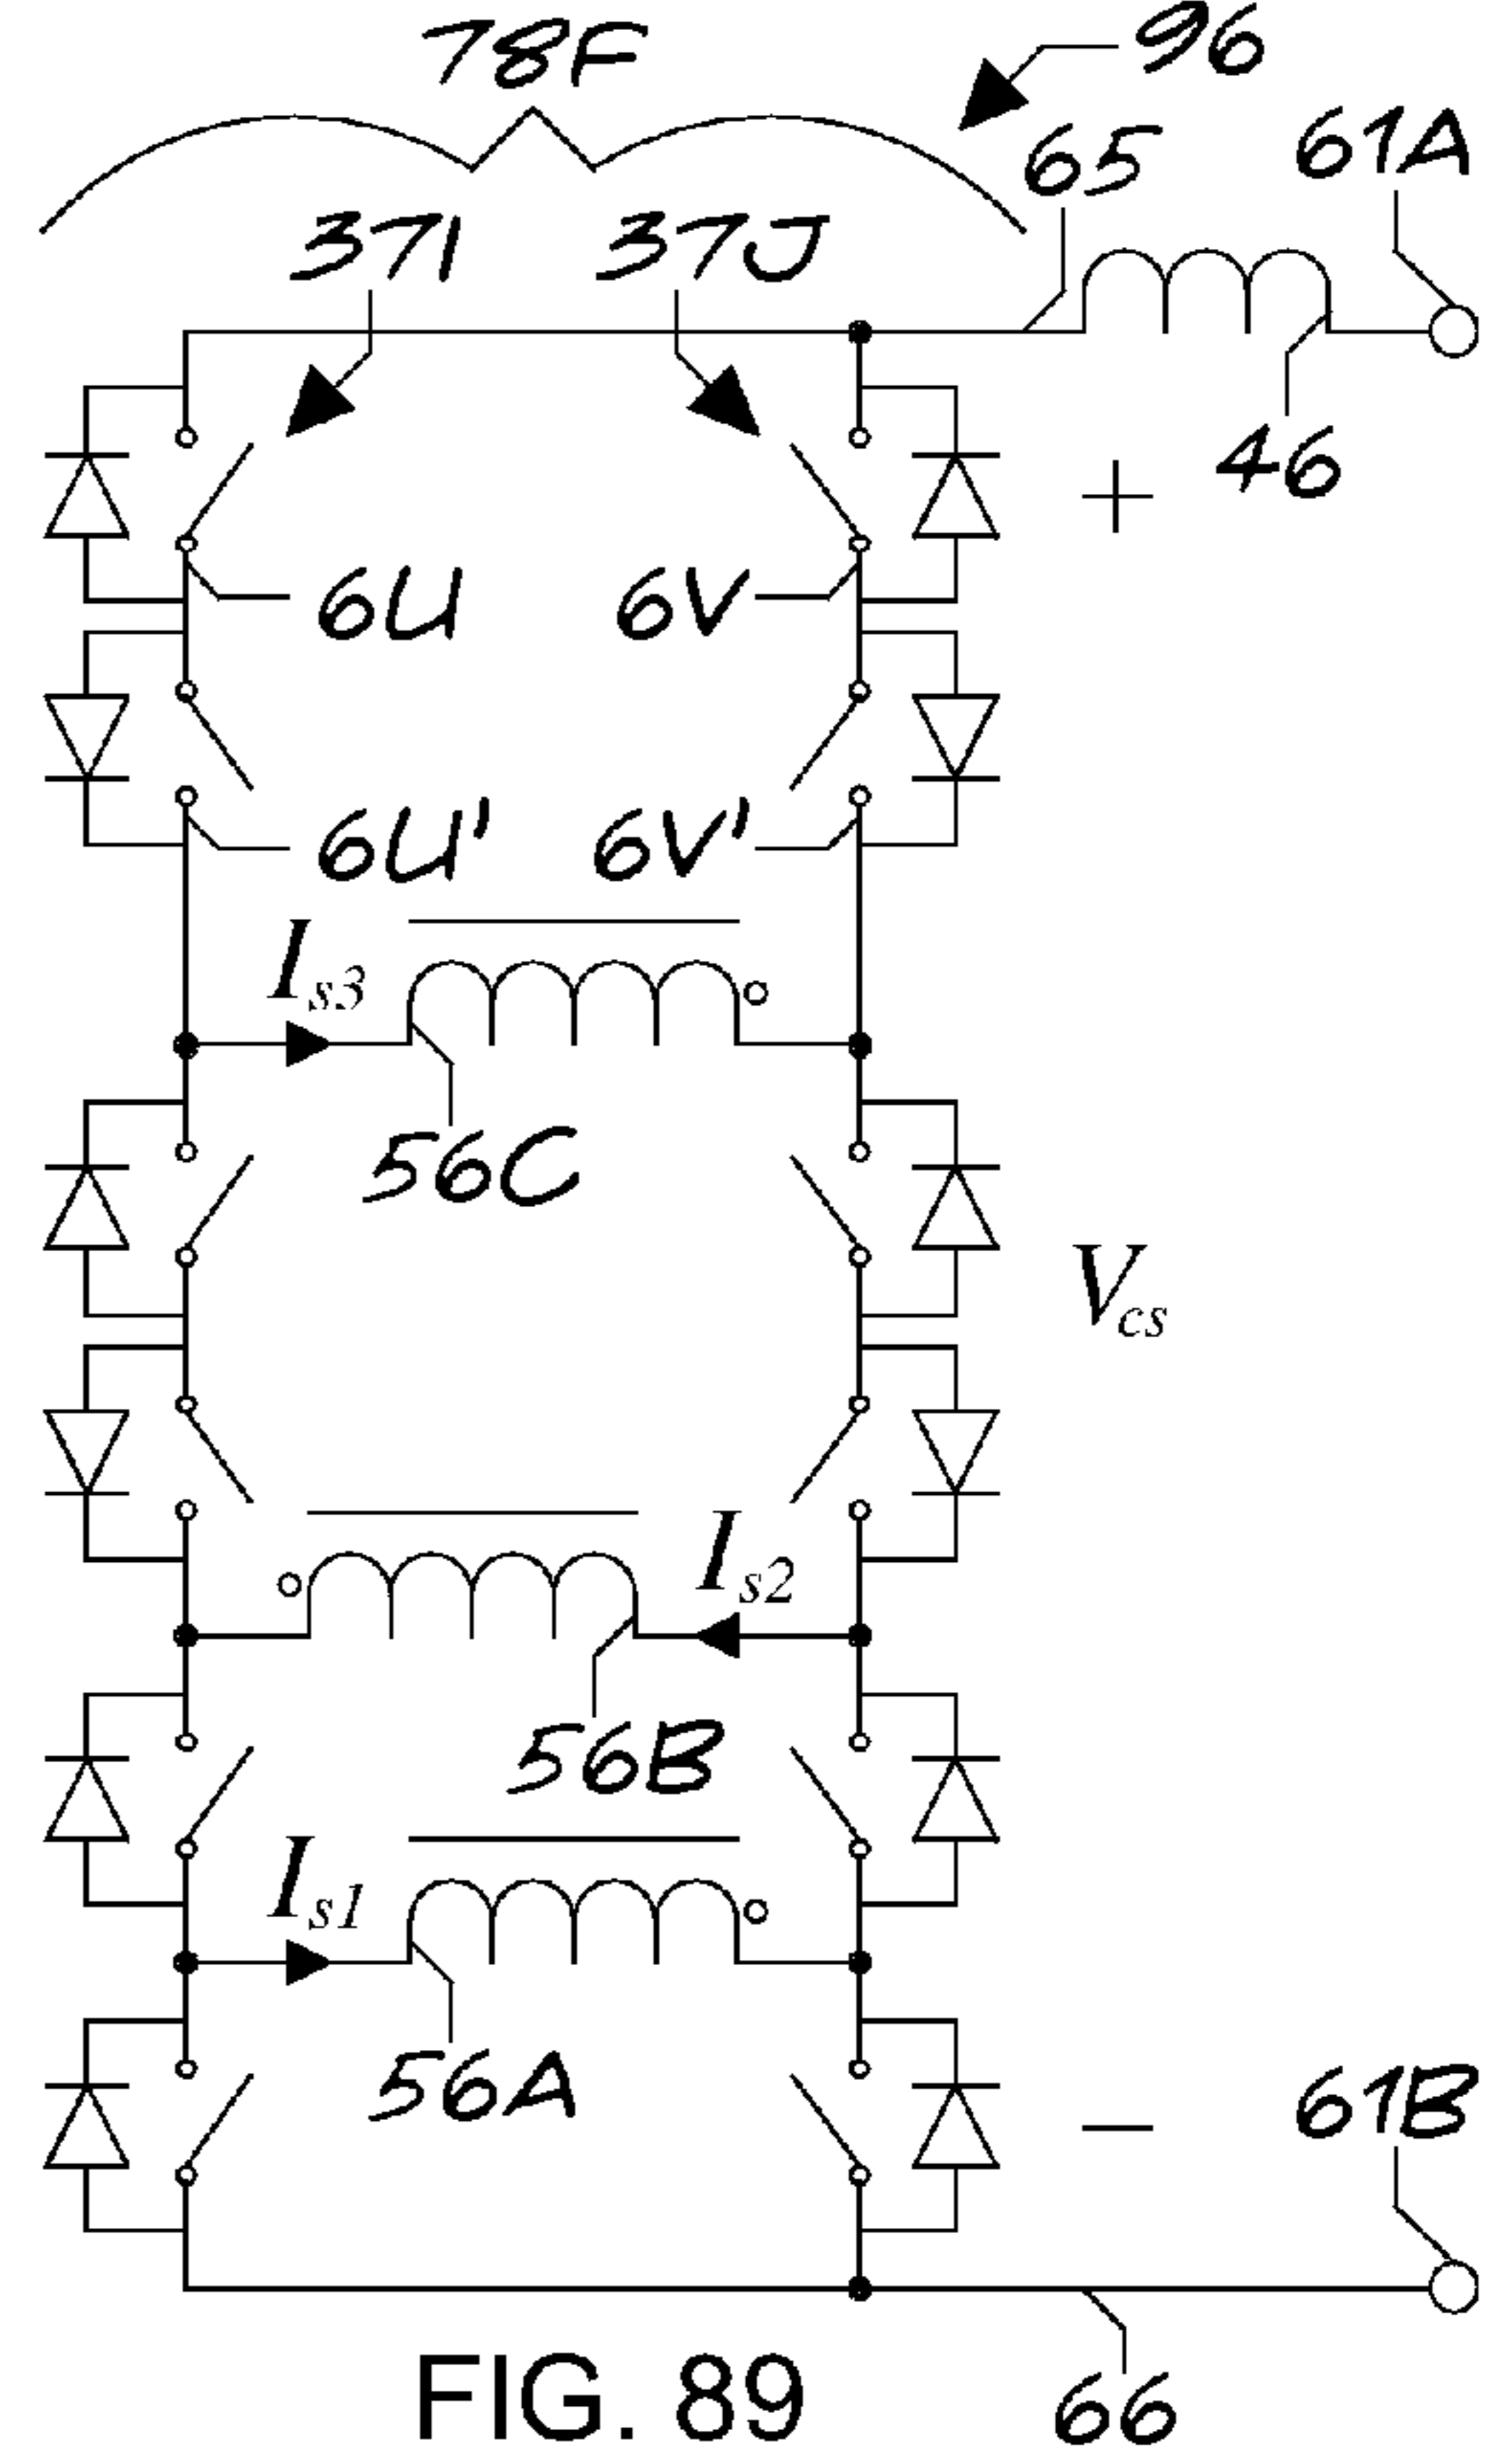 78F
96
65
61A
37I
37J
46
+
6U
6V
6U'
6V'
Is3
56C
Vcs
Is2
56B
Is1
56A
−
61B
66
FIG. 89